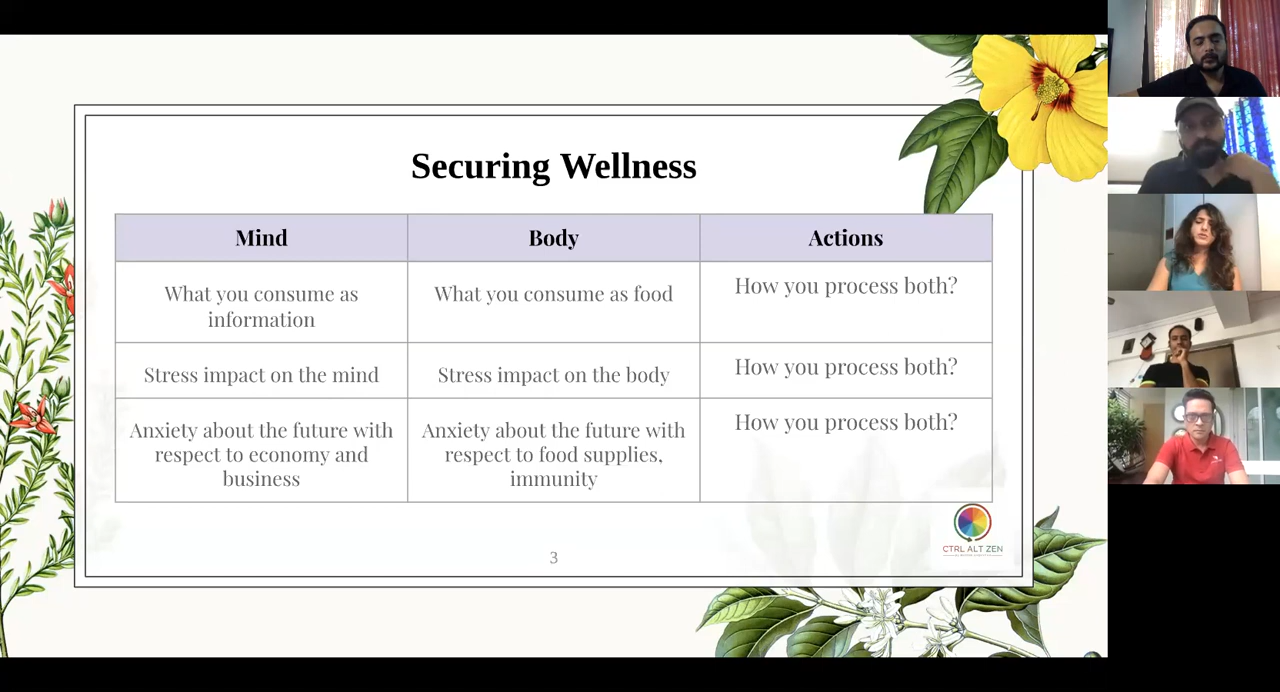 Securing Wellness
Mind
Body
Actions
What you consume as
information
What you consume as food
How you process both?
Stress impact on the mind
Stress impact on the body
How you process both?
Anxiety about the future with
respect to economy and
business
Anxiety about the future with
respect to food supplies,
immunity
How you process both?
CTRL ALT ZEN
3